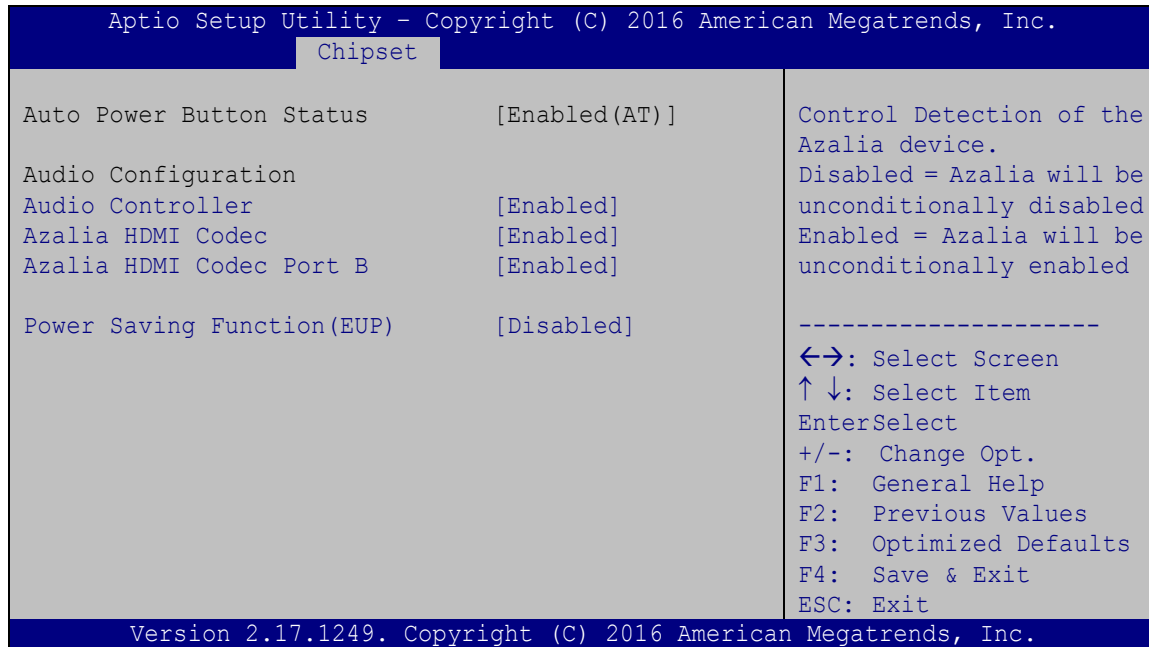 Aptio Setup Utility – Copyright (C) 2016 American Megatrends, Inc.
Chipset
Auto Power Button Status [Enabled(AT)]
Audio Configuration
Audio Controller [Enabled]
Azalia HDMI Codec [Enabled]
Azalia HDMI Codec Port B [Enabled]
Power Saving Function(EUP) [Disabled]
Control Detection of the
Azalia device.
Disabled = Azalia will be
unconditionally disabled
Enabled = Azalia will be
unconditionally enabled
---------------------
←→: Select Screen
↑ ↓: Select Item
EnterSelect
+/-: Change Opt.
F1: General Help
F2: Previous Values
F3: Optimized Defaults
F4: Save & Exit
ESC: Exit
Version 2.17.1249. Copyright (C) 2016 American Megatrends, Inc.